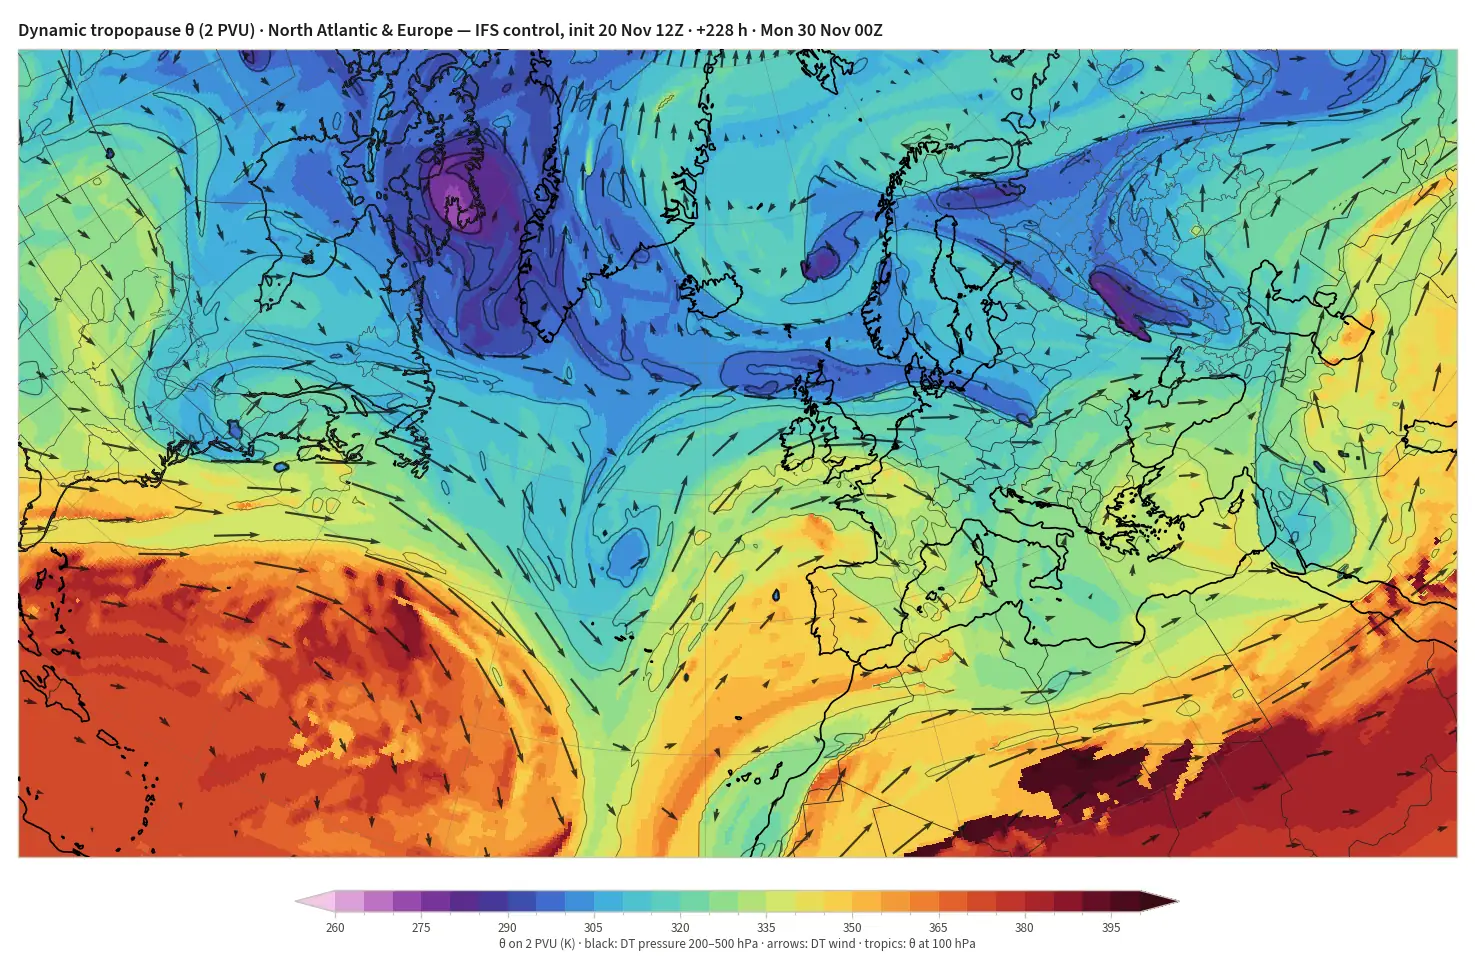 Dynamic tropopause θ (2 PVU) · North Atlantic & Europe — IFS control, init 20 Nov 12Z · +228 h · Mon 30 Nov 00Z
260 275 290 305 320 335 350 365 380 395
θ on 2 PVU (K) · black: DT pressure 200–500 hPa · arrows: DT wind · tropics: θ at 100 hPa